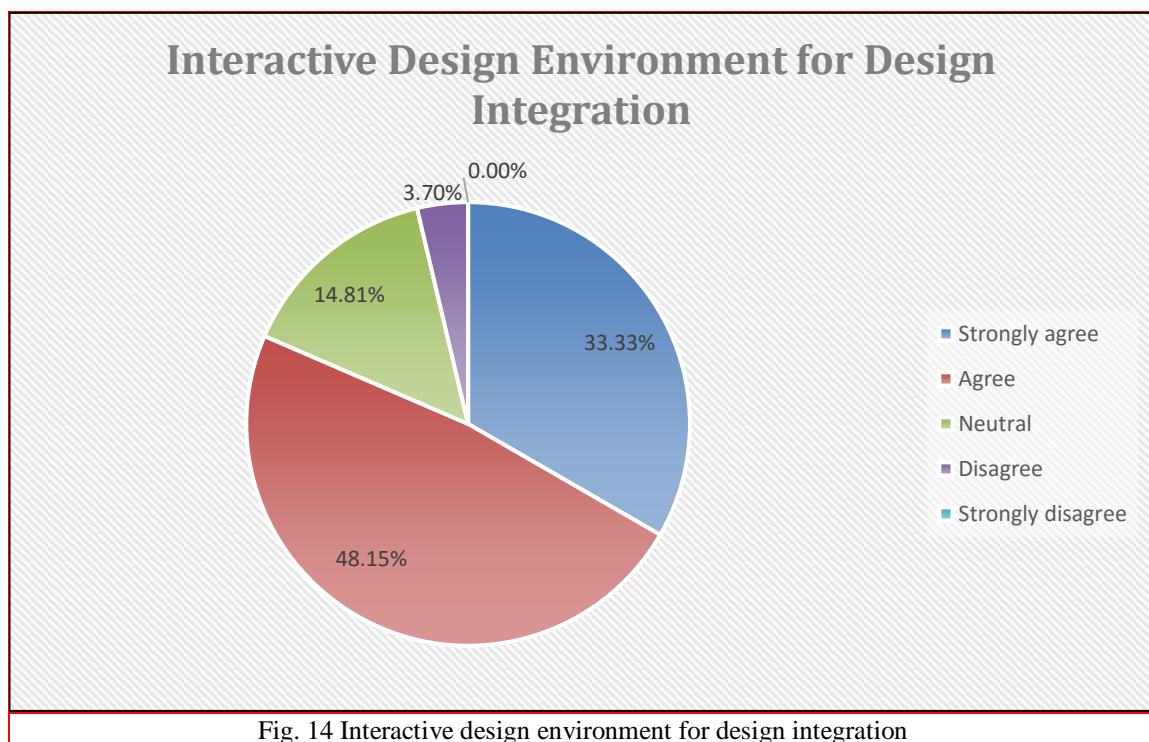 Interactive Design Environment for Design
Integration
0.00%
3.70%
14.81%
33.33%
48.15%
Strongly agree
Agree
Neutral
Disagree
Strongly disagree
Fig. 14 Interactive design environment for design integration